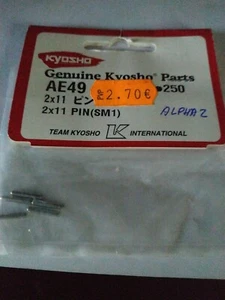 KYOSHO
Genuine Kyosho Parts
AE49 250
2x11 ピン
2.70€
2x11 PIN(SM1)
ALPHA 2
TEAM KYOSHO K INTERNATIONAL